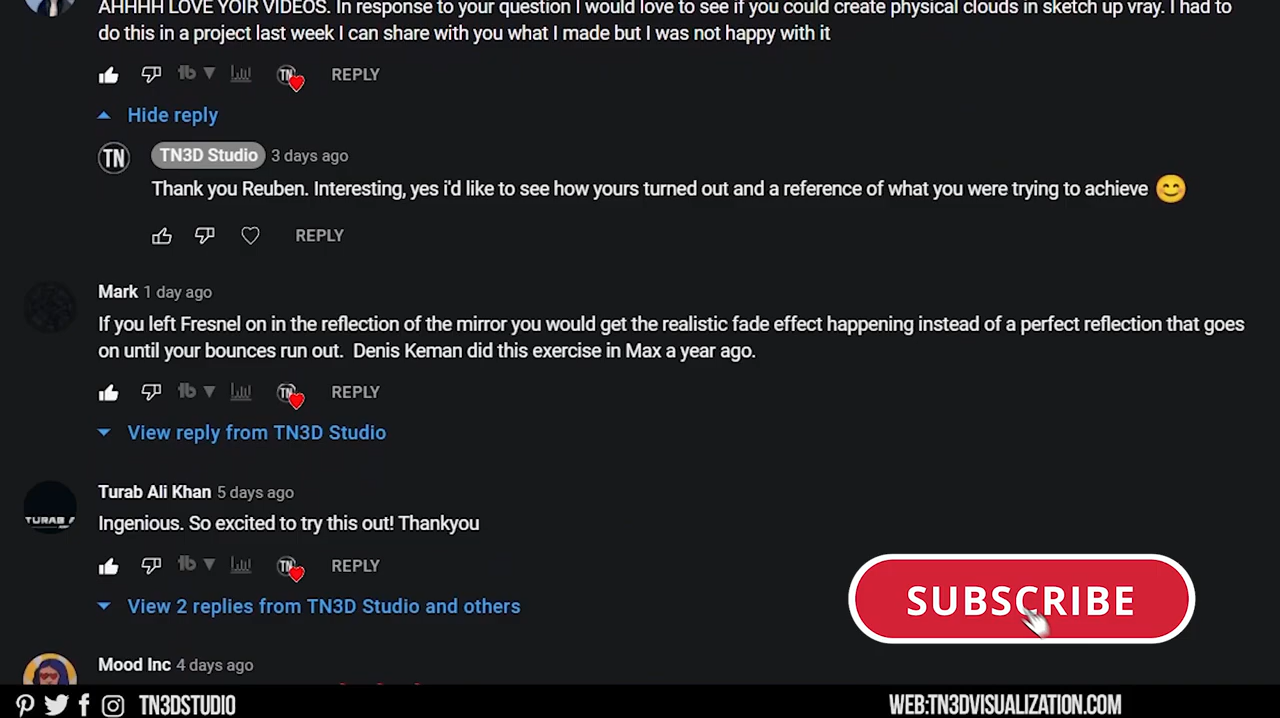 AHHHH LOVE YOIR VIDEOS. In response to your question I would love to see if you could create physical clouds in sketch up vray. I had to
do this in a project last week I can share with you what I made but I was not happy with it
TN REPLY
Hide reply
TN TN3D Studio 3 days ago
Thank you Reuben. Interesting, yes i'd like to see how yours turned out and a reference of what you were trying to achieve 😊
REPLY
Mark 1 day ago
If you left Fresnel on in the reflection of the mirror you would get the realistic fade effect happening instead of a perfect reflection that goes
on until your bounces run out. Denis Keman did this exercise in Max a year ago.
TN REPLY
View reply from TN3D Studio
Turab Ali Khan 5 days ago
TURAB
Ingenious. So excited to try this out! Thankyou
TN REPLY
View 2 replies from TN3D Studio and others
SUBSCRIBE
Mood Inc 4 days ago
TN3DSTUDIO
WEB:TN3DVISUALIZATION.COM